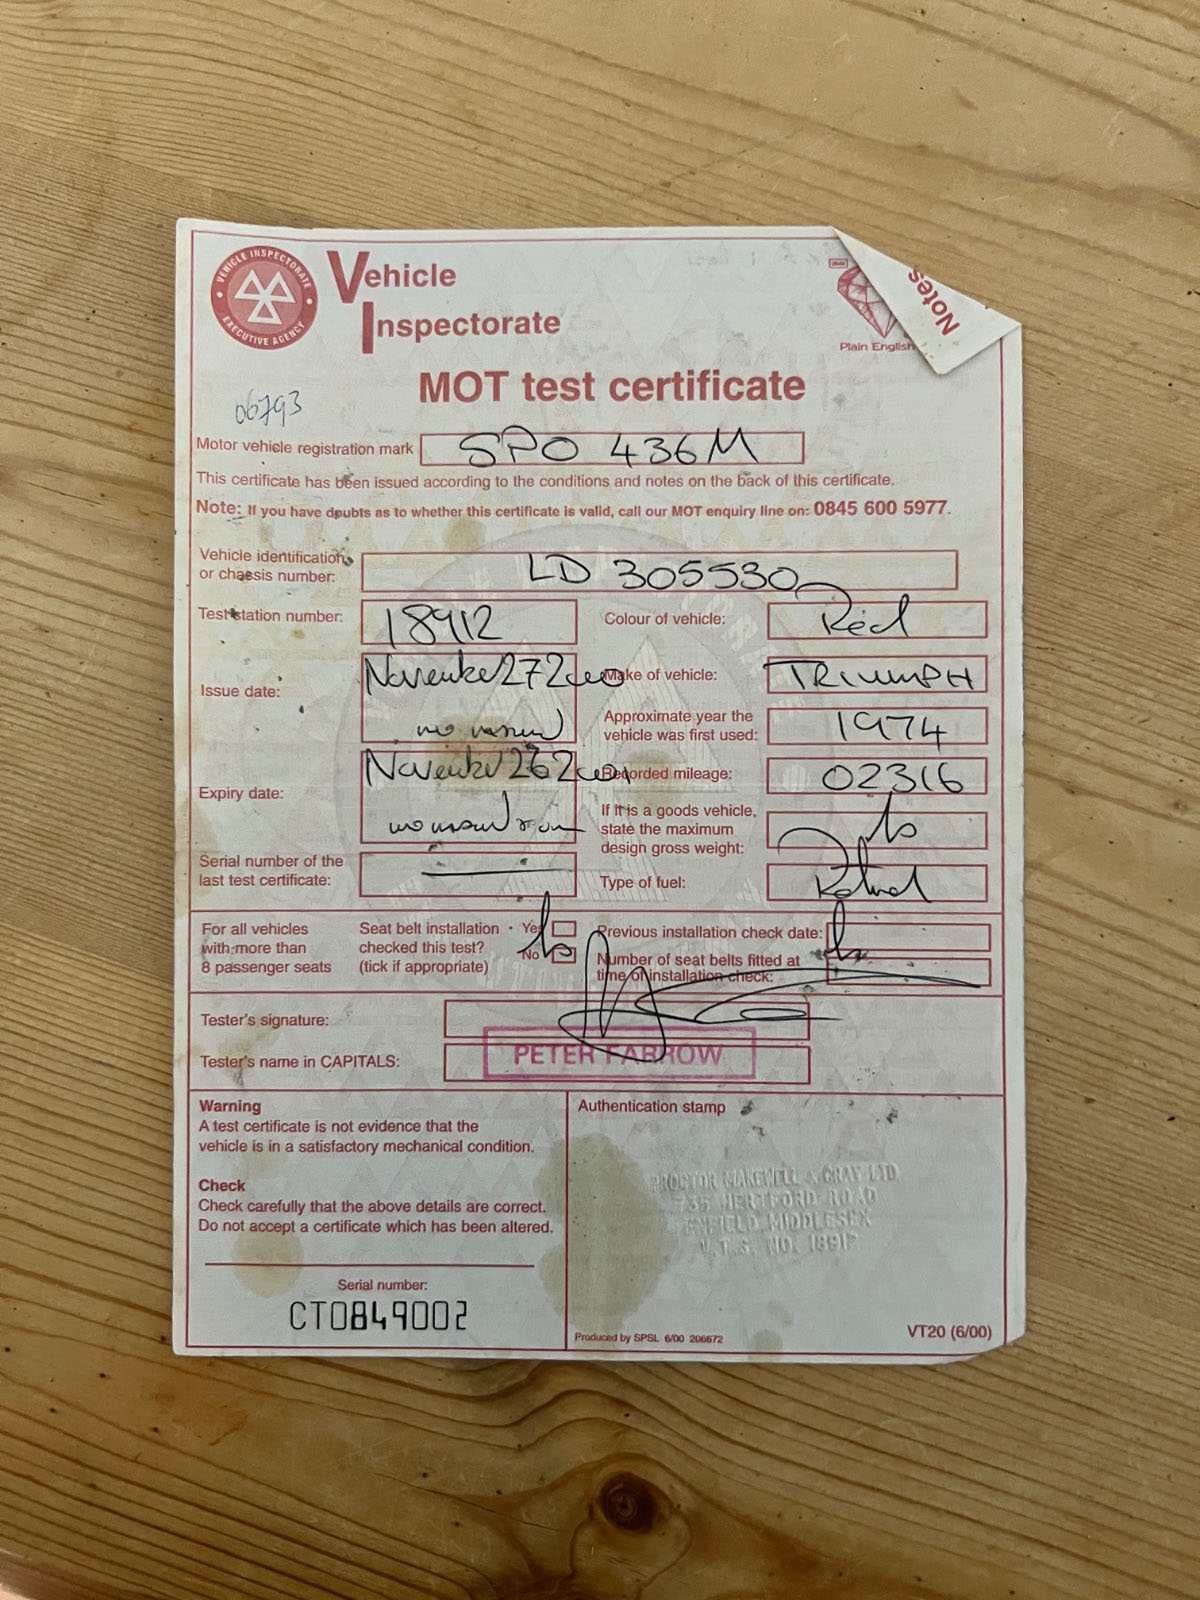 VEHICLE INSPECTORATE
EXECUTIVE AGENCY
Vehicle
Inspectorate
Notes
Plain English
MOT test certificate
06793
Motor vehicle registration mark SPO 436M
This certificate has been issued according to the conditions and notes on the back of this certificate.
Note: If you have doubts as to whether this certificate is valid, call our MOT enquiry line on: 0845 600 5977.
Vehicle identification
or chassis number: LD 305530
Test station number: 18912
Colour of vehicle: Red
Issue date: November 27 2000
Make of vehicle: TRIUMPH
Approximate year the
vehicle was first used: 1974
Expiry date: November 26 2001
Recorded mileage: 02316
If it is a goods vehicle,
state the maximum
design gross weight:
Serial number of the
last test certificate:
Type of fuel: Petrol
For all vehicles
with more than
8 passenger seats
Seat belt installation
checked this test?
(tick if appropriate)
Yes
No
Previous installation check date:
Number of seat belts fitted at
time of installation check:
Tester's signature:
Tester's name in CAPITALS: PETER FARROW
Warning
A test certificate is not evidence that the
vehicle is in a satisfactory mechanical condition.
Check
Check carefully that the above details are correct.
Do not accept a certificate which has been altered.
Serial number:
CT0849002
Authentication stamp
PROCTOR MAKEWELL & GRAY LTD
735 HERTFORD ROAD
ENFIELD MIDDLESEX
V.T.S. NO. 18912
Produced by SPSL 6/00 206672
VT20 (6/00)